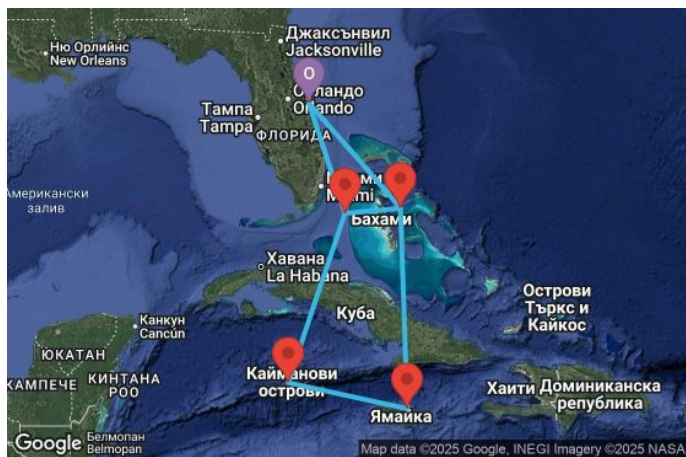 Джаксънвил
Jacksonville
Ню Орлийнс
New Orleans
O
Орландо
Orlando
Тампа
Tampa
ФЛОРИДА
Miami
Американски
залив
Бахами
Хавана
La Habana
Куба
Острови
Търкс и
Кайкос
Канкун
Cancún
ЮКАТАН
КАМПЕЧЕ
КИНТАНА
РОО
Кайманови
острови
Ямайка
Хаити
Доминиканска
република
Google
Белмопан
Belmopan
Map data ©2025 Google, INEGI Imagery ©2025 NASA